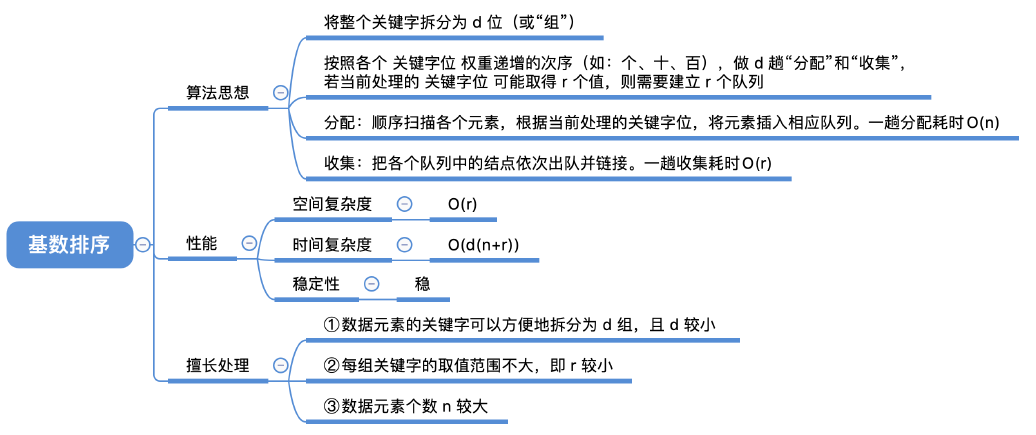 基数排序
算法思想
将整个关键字拆分为 d 位（或“组”）
按照各个 关键字位 权重递增的次序（如：个、十、百），做 d 趟“分配”和“收集”，
若当前处理的 关键字位 可能取得 r 个值，则需要建立 r 个队列
分配：顺序扫描各个元素，根据当前处理的关键字位，将元素插入相应队列。一趟分配耗时O(n)
收集：把各个队列中的结点依次出队并链接。一趟收集耗时O(r)
性能
空间复杂度
O(r)
时间复杂度
O(d(n+r))
稳定性
稳
擅长处理
①数据元素的关键字可以方便地拆分为 d 组，且 d 较小
②每组关键字的取值范围不大，即 r 较小
③数据元素个数 n 较大